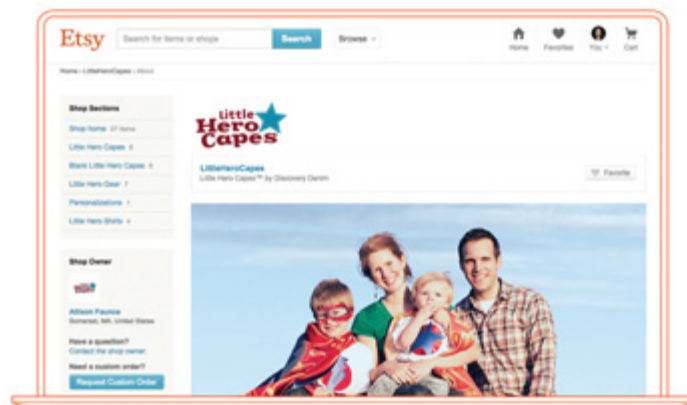 Etsy
Search for items or shops
Search
Browse
Home
Favorites
You
Cart
Home › LittleHeroCapes › About
Shop Sections
Shop home 27 items
Little Hero Capes 9
Blank Little Hero Capes 6
Little Hero Gear 7
Personalizations 1
Little Hero Shirts 4
Little
Hero
Capes
LittleHeroCapes
Little Hero Capes™ by Discovery Denim
Favorite
Shop Owner
Allison Faunce
Somerset, MA, United States
Have a question?
Contact the shop owner.
Need a custom order?
Request Custom Order